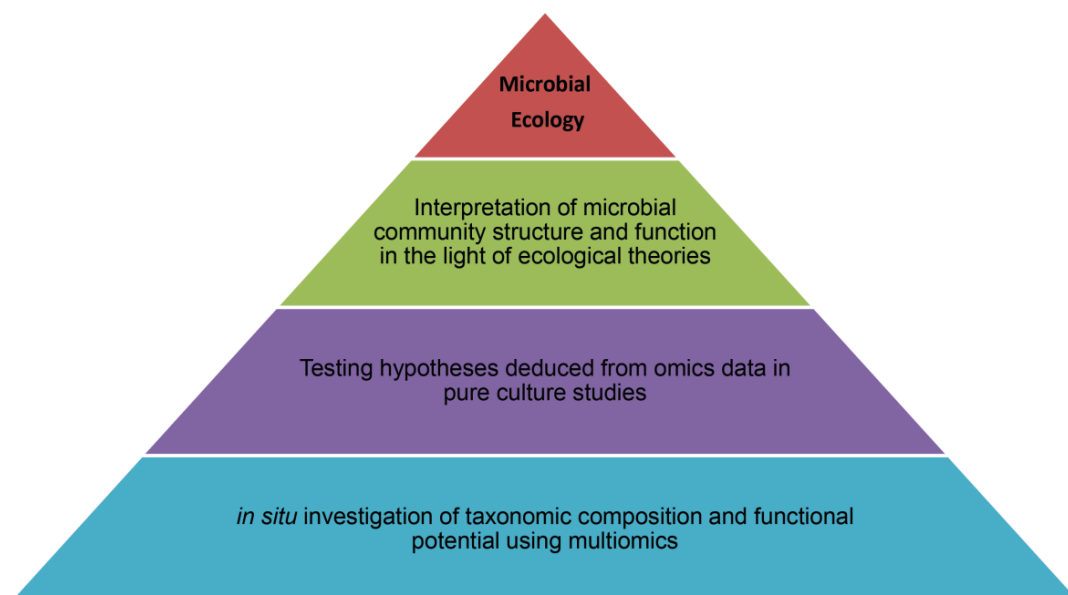 Microbial
Ecology
Interpretation of microbial
community structure and function
in the light of ecological theories
Testing hypotheses deduced from omics data in
pure culture studies
in situ investigation of taxonomic composition and functional
potential using multiomics